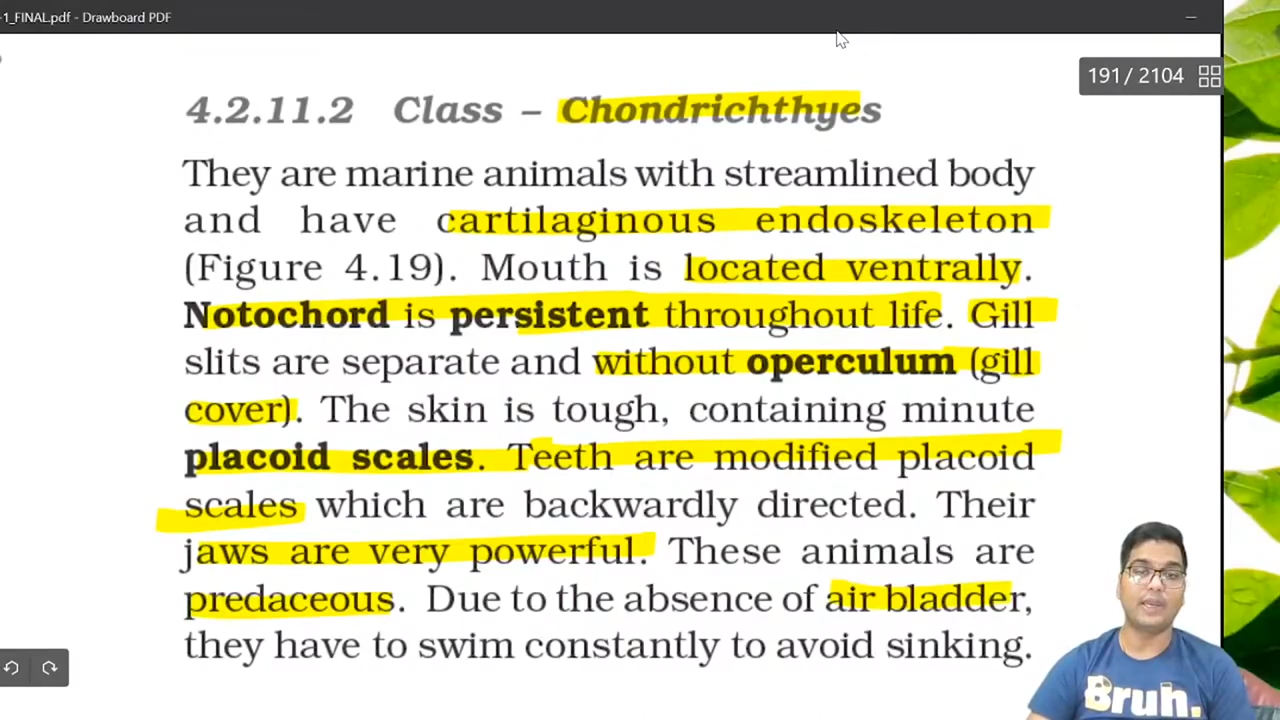 -1_FINAL.pdf - Drawboard PDF
191 / 2104
4.2.11.2 Class – Chondrichthyes
They are marine animals with streamlined body
and have cartilaginous endoskeleton
(Figure 4.19). Mouth is located ventrally.
Notochord is persistent throughout life. Gill
slits are separate and without operculum (gill
cover). The skin is tough, containing minute
placoid scales. Teeth are modified placoid
scales which are backwardly directed. Their
jaws are very powerful. These animals are
predaceous. Due to the absence of air bladder,
they have to swim constantly to avoid sinking.
Bruh.